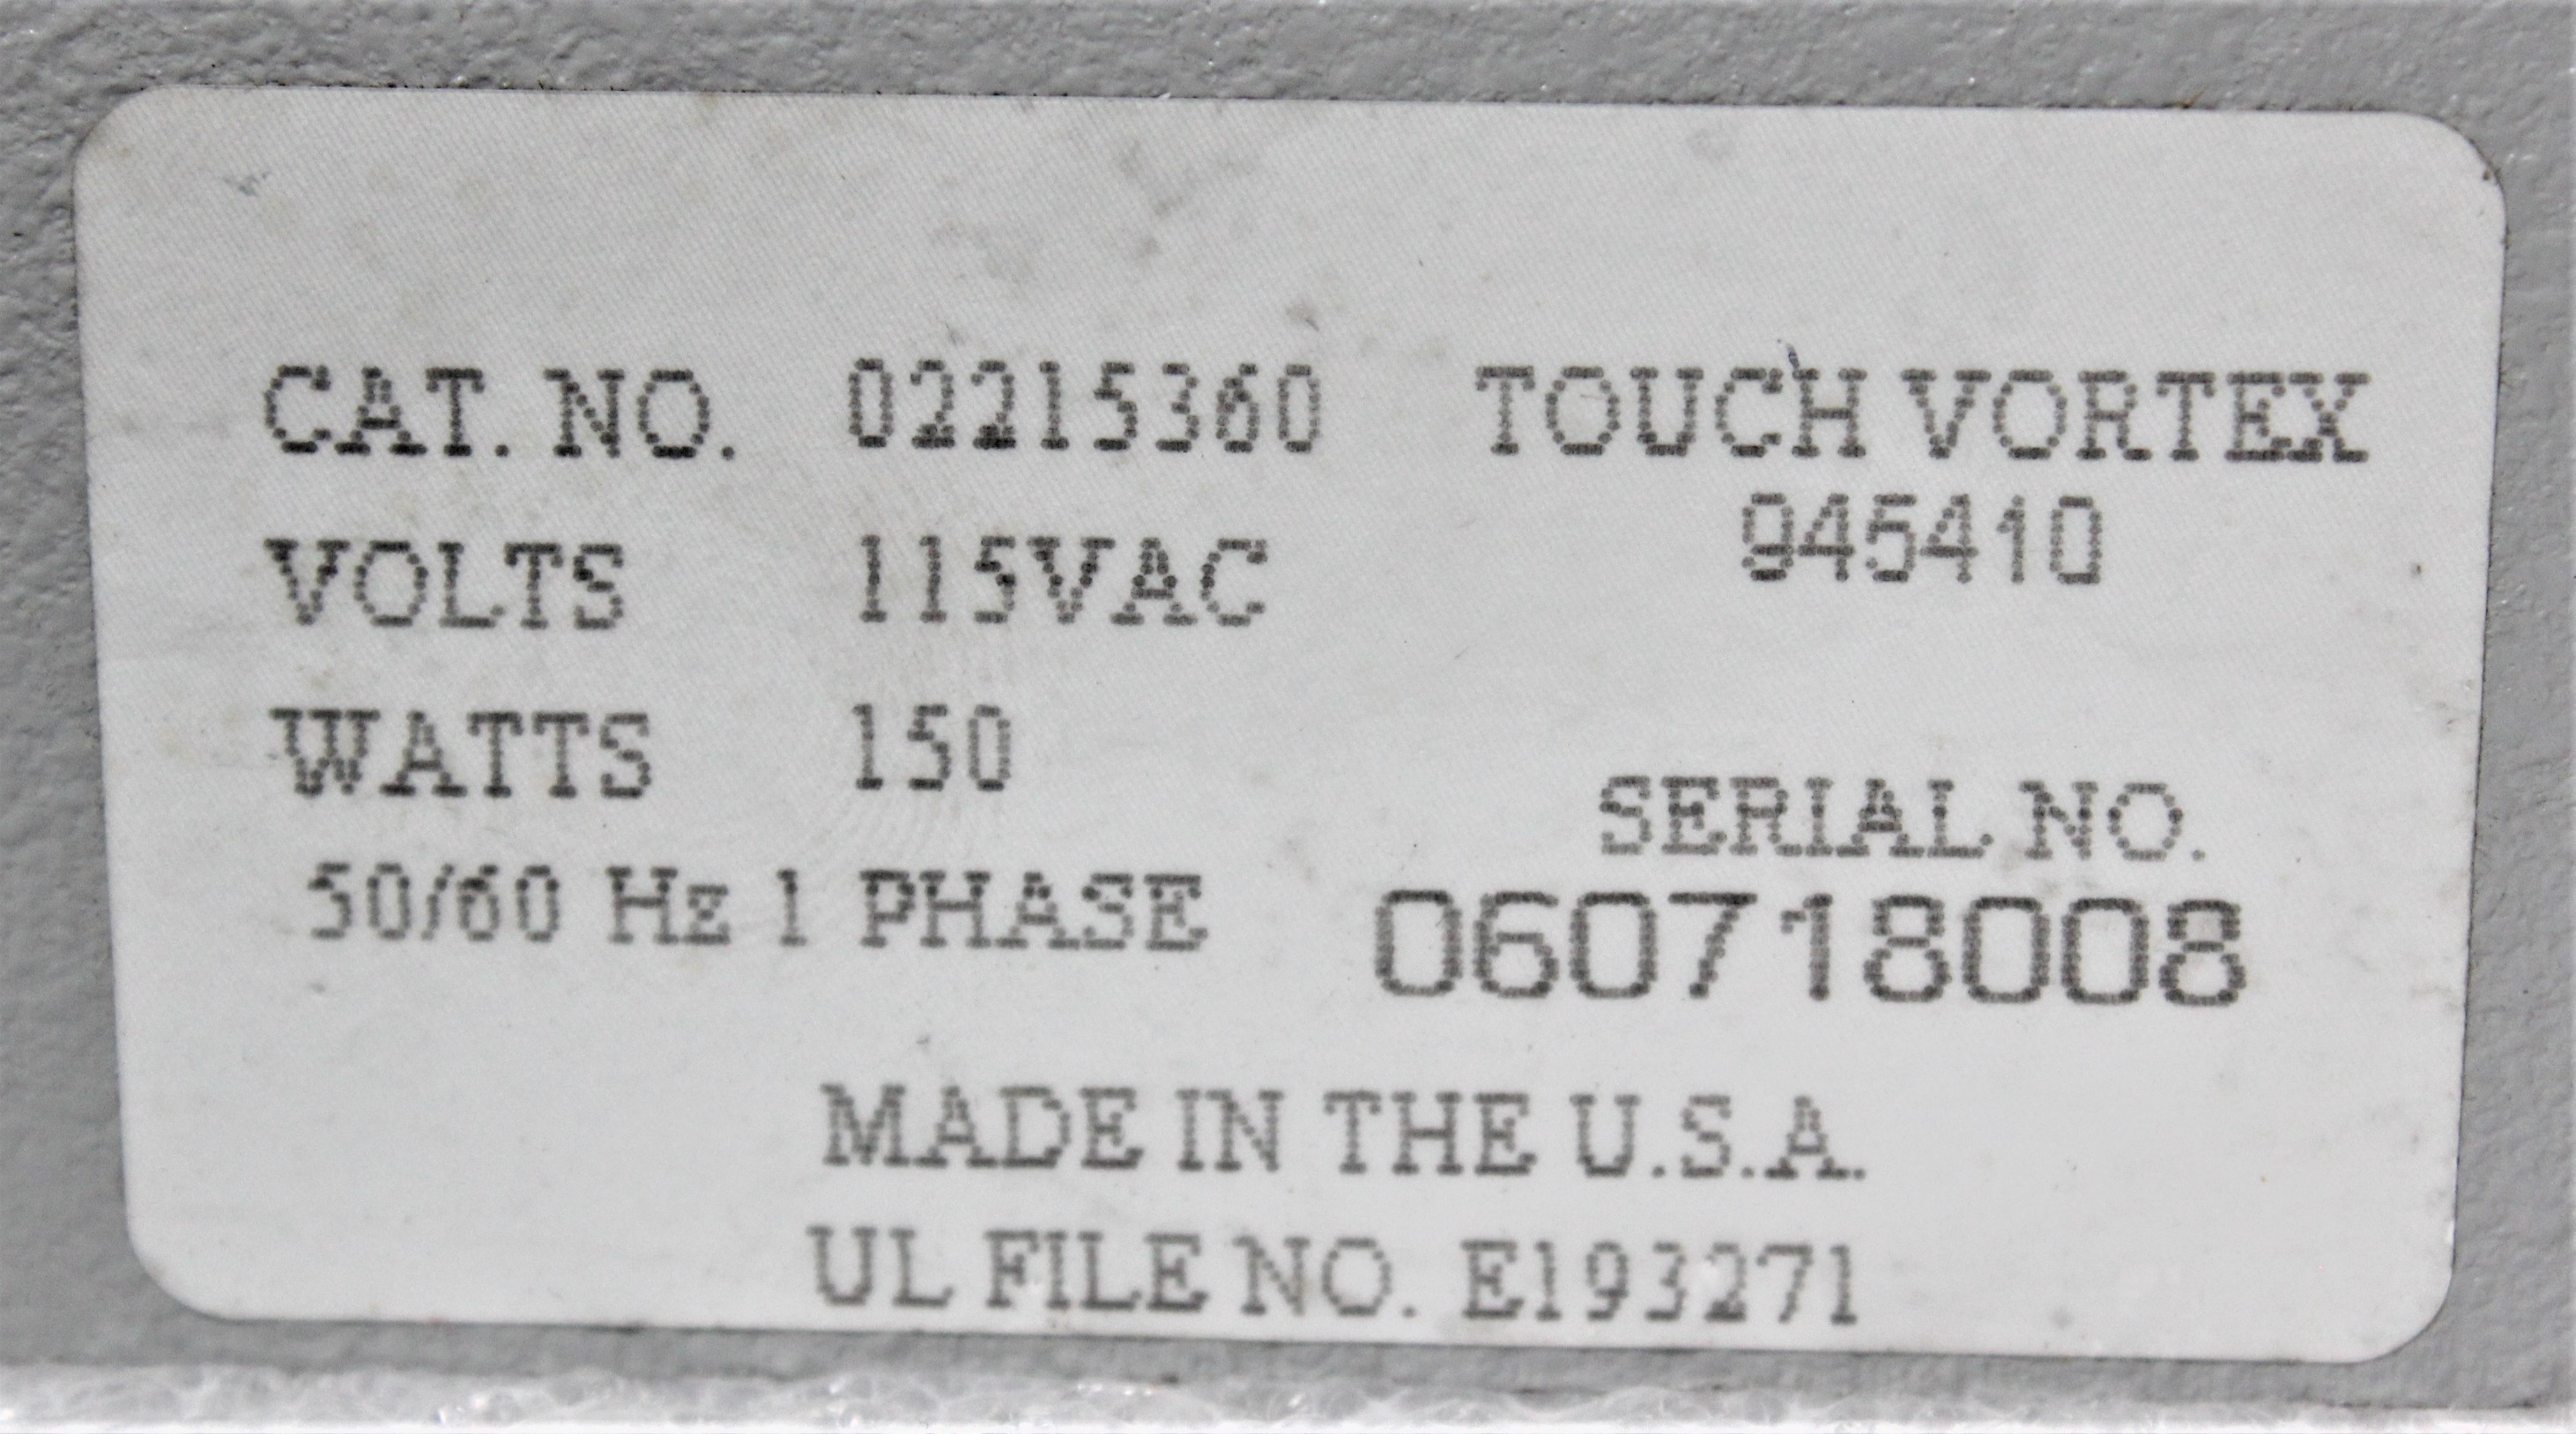 CAT. NO. 02215360 TOUCH VORTEX
945410
VOLTS 115VAC
WATTS 150
SERIAL NO.
50/60 Hz 1 PHASE
060718008
MADE IN THE U.S.A.
UL FILE NO. E193271